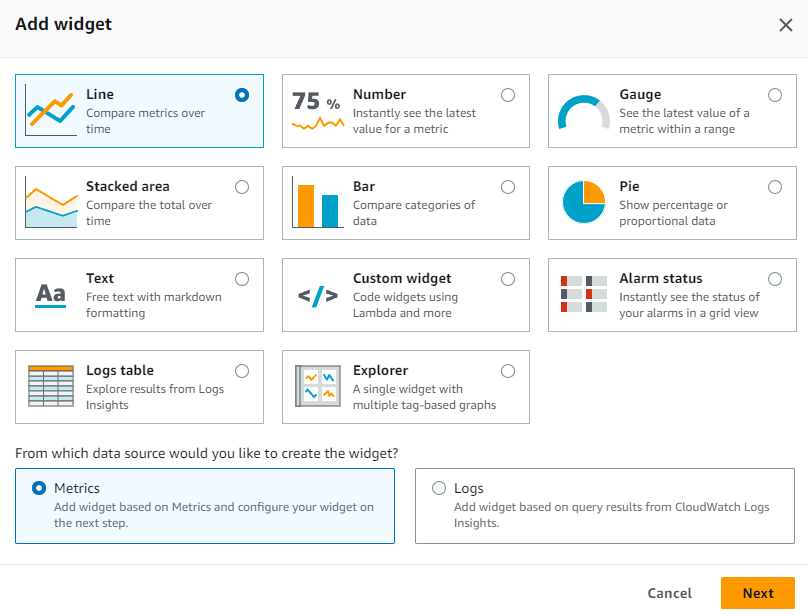 Add widget
Line
Compare metrics over
time
75 %
Number
Instantly see the latest
value for a metric
Gauge
See the latest value of a
metric within a range
Stacked area
Compare the total over
time
Bar
Compare categories of
data
Pie
Show percentage or
proportional data
Aa
Text
Free text with markdown
formatting
</>
Custom widget
Code widgets using
Lambda and more
Alarm status
Instantly see the status of
your alarms in a grid view
Logs table
Explore results from Logs
Insights
Explorer
A single widget with
multiple tag-based graphs
From which data source would you like to create the widget?
Metrics
Add widget based on Metrics and configure your widget on
the next step.
Logs
Add widget based on query results from CloudWatch Logs
Insights.
Cancel
Next